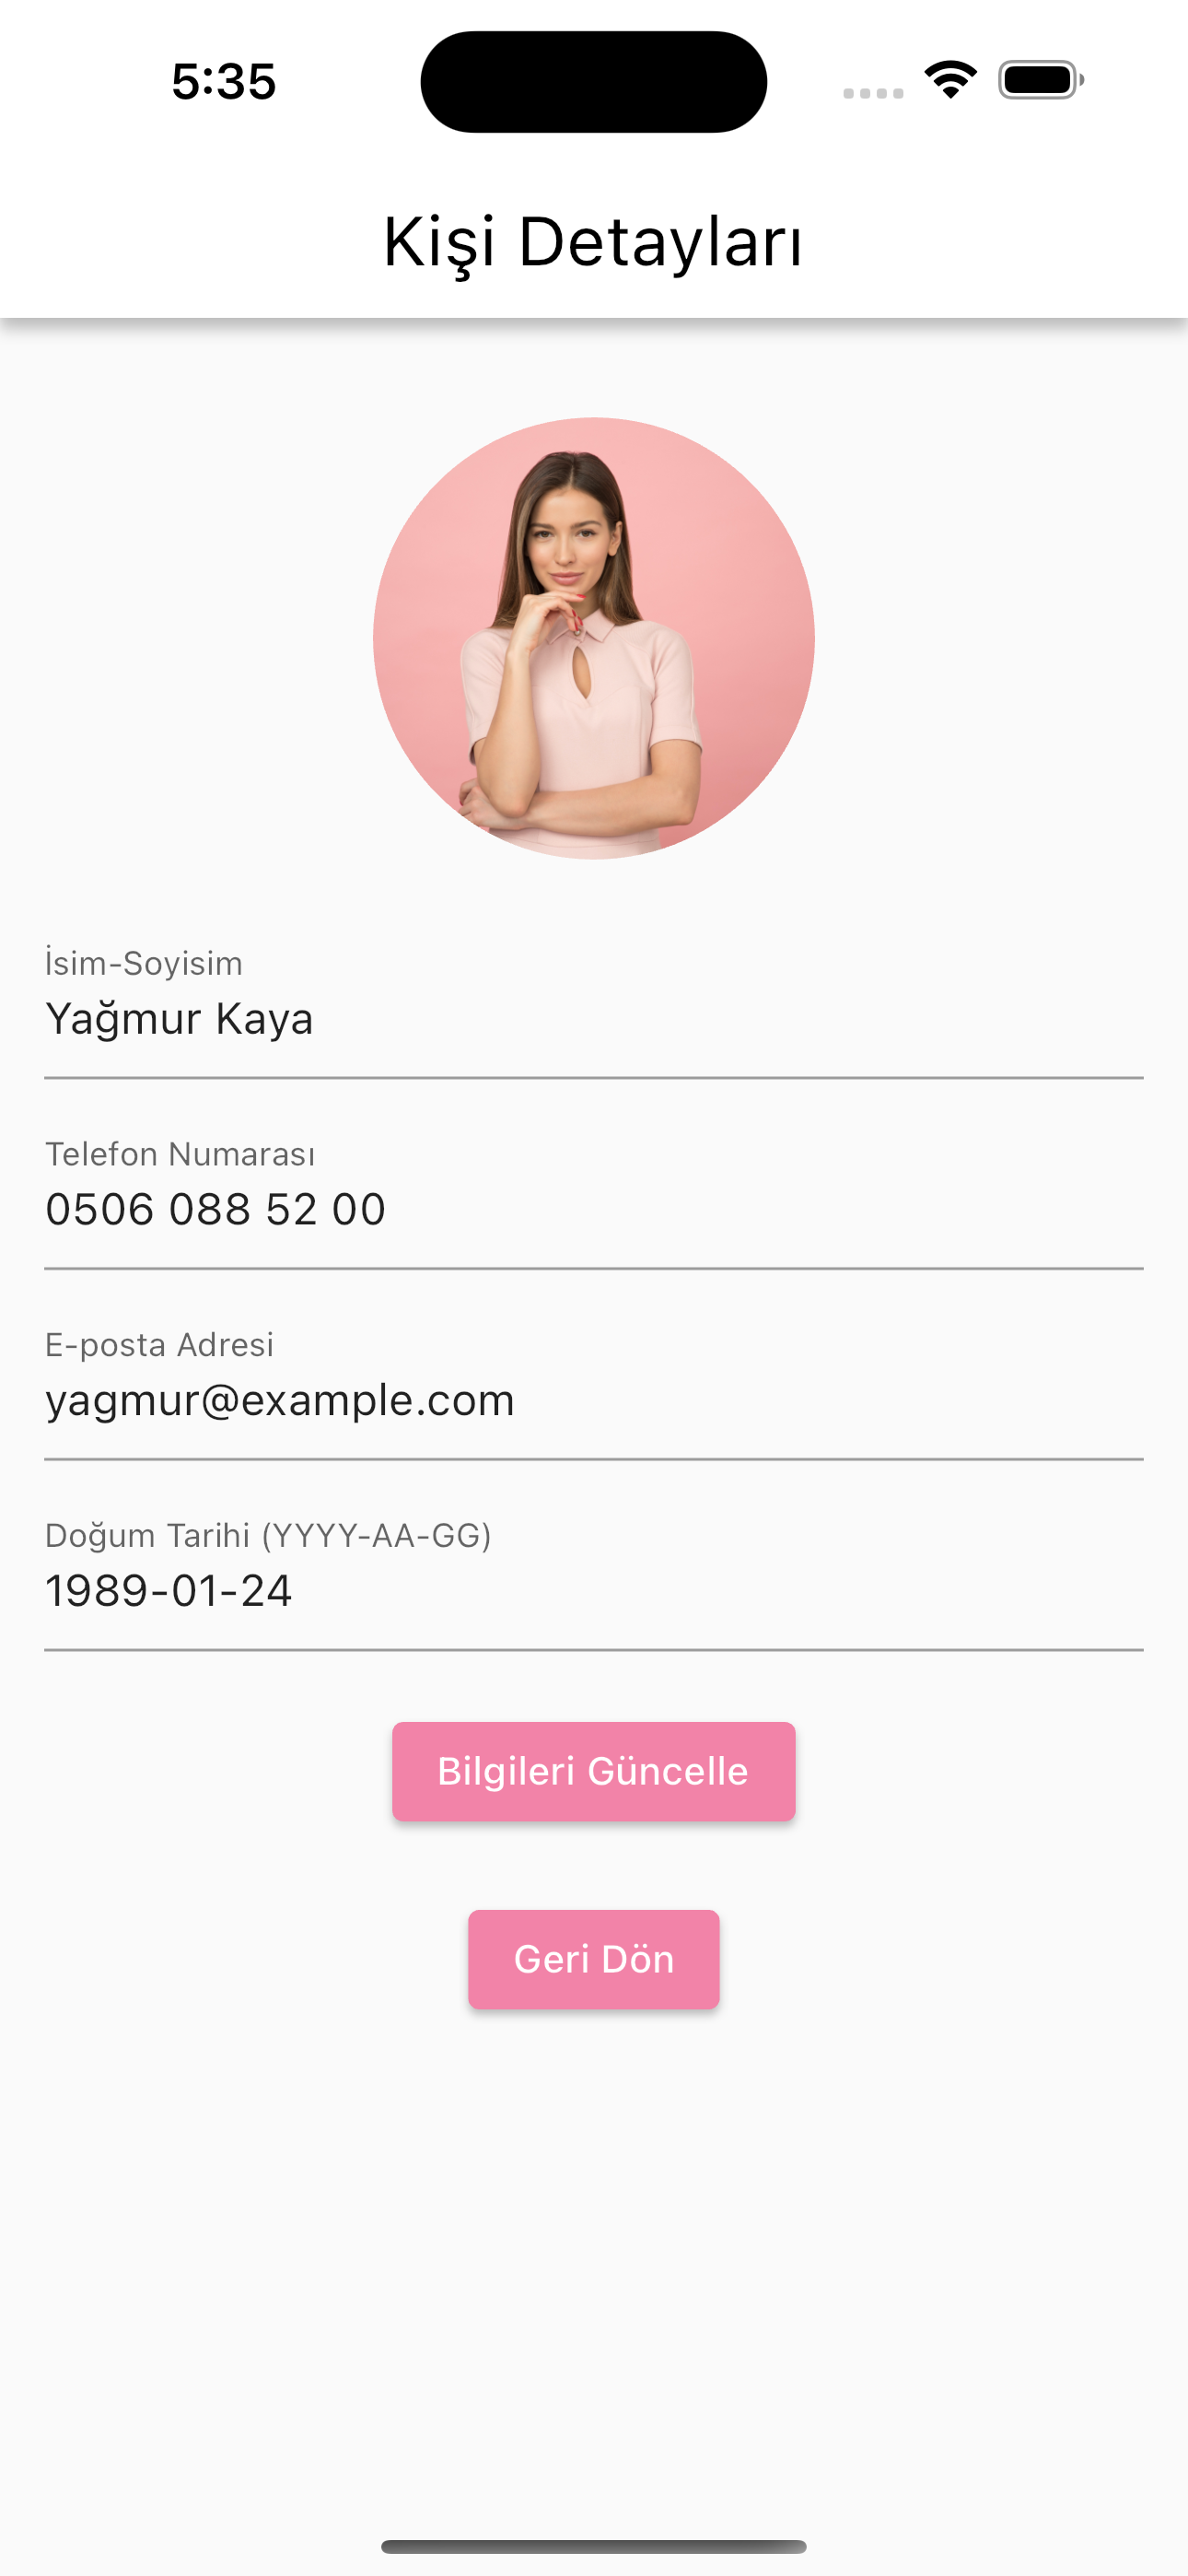 5:35
Kişi Detayları
İsim-Soyisim
Yağmur Kaya
Telefon Numarası
0506 088 52 00
E-posta Adresi
yagmur@example.com
Doğum Tarihi (YYYY-AA-GG)
1989-01-24
Bilgileri Güncelle
Geri Dön